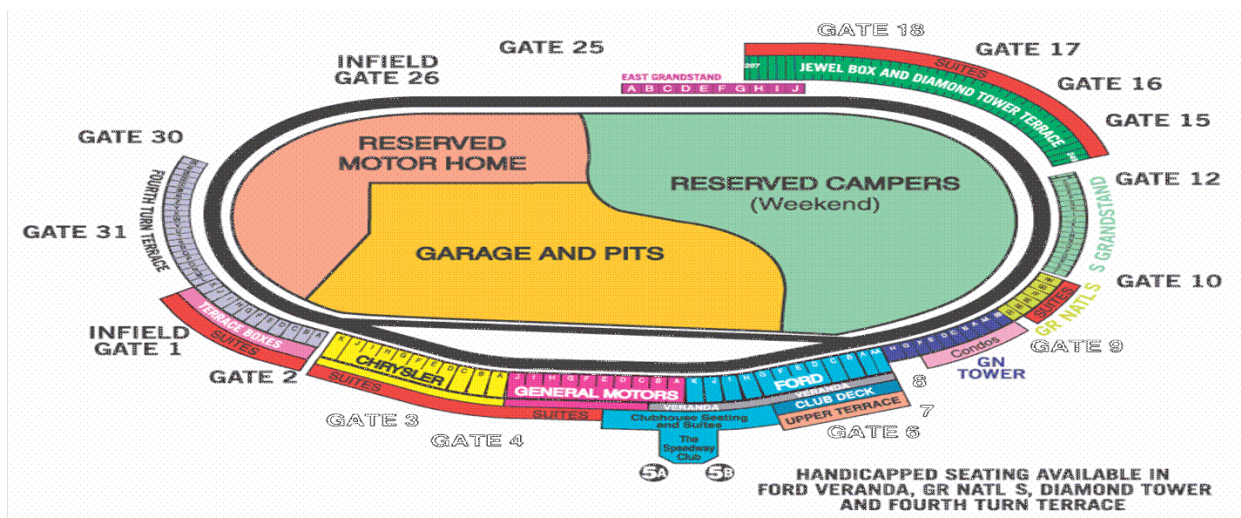 GATE 18
GATE 25
GATE 17
INFIELD
GATE 26
SUITES
JEWEL BOX AND DIAMOND TOWER TERRACE
EAST GRANDSTAND
A B C D E F G H I J
GATE 16
GATE 15
GATE 30
RESERVED
MOTOR HOME
RESERVED CAMPERS
(Weekend)
GATE 12
S GRANDSTAND
FOURTH TURN TERRACE
GATE 31
GARAGE AND PITS
GATE 10
SUITES
GR NATLS
INFIELD
GATE 1
TERRACE BOXES
SUITES
GATE 2
K J I H G F E D C B A
CHRYSLER
SUITES
GATE 3
GATE 4
J I H G F E D C B A
GENERAL MOTORS
SUITES
K J I H G F E D C B A M
FORD
VERANDA
VERANDA
CLUB DECK
UPPER TERRACE
Clubhouse Seating
and Suites
The
Speedway
Club
5A
5B
GATE 6
7
8
H G F E D C B A M
Condos
GN
TOWER
GATE 9
HANDICAPPED SEATING AVAILABLE IN
FORD VERANDA, GR NATL S, DIAMOND TOWER
AND FOURTH TURN TERRACE